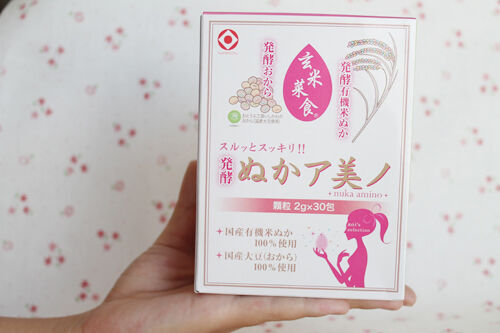 発酵おから
玄米菜食®
発酵有機米ぬか
スルッとスッキリ!!
発酵 ぬかア美ノ
nuka amino
顆粒 2g×30包
国産有機米ぬか
100%使用
国産大豆(おから)
100%使用